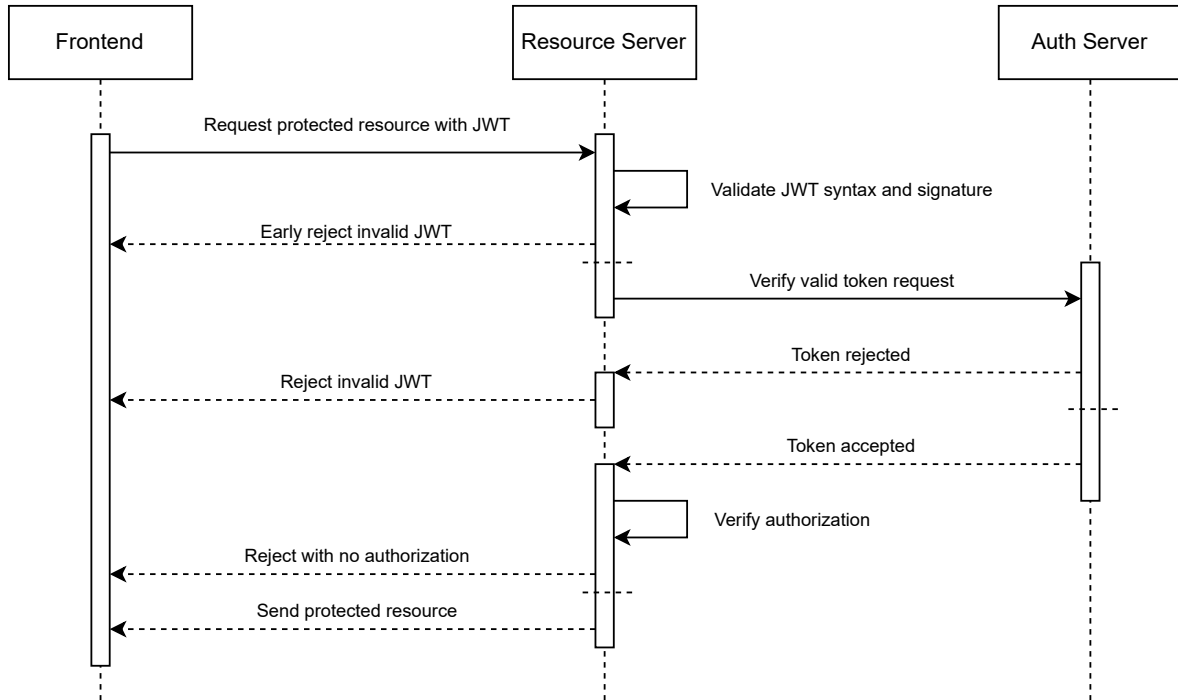 Frontend
Resource Server
Auth Server
Request protected resource with JWT
Validate JWT syntax and signature
Early reject invalid JWT
Verify valid token request
Token rejected
Reject invalid JWT
Token accepted
Verify authorization
Reject with no authorization
Send protected resource